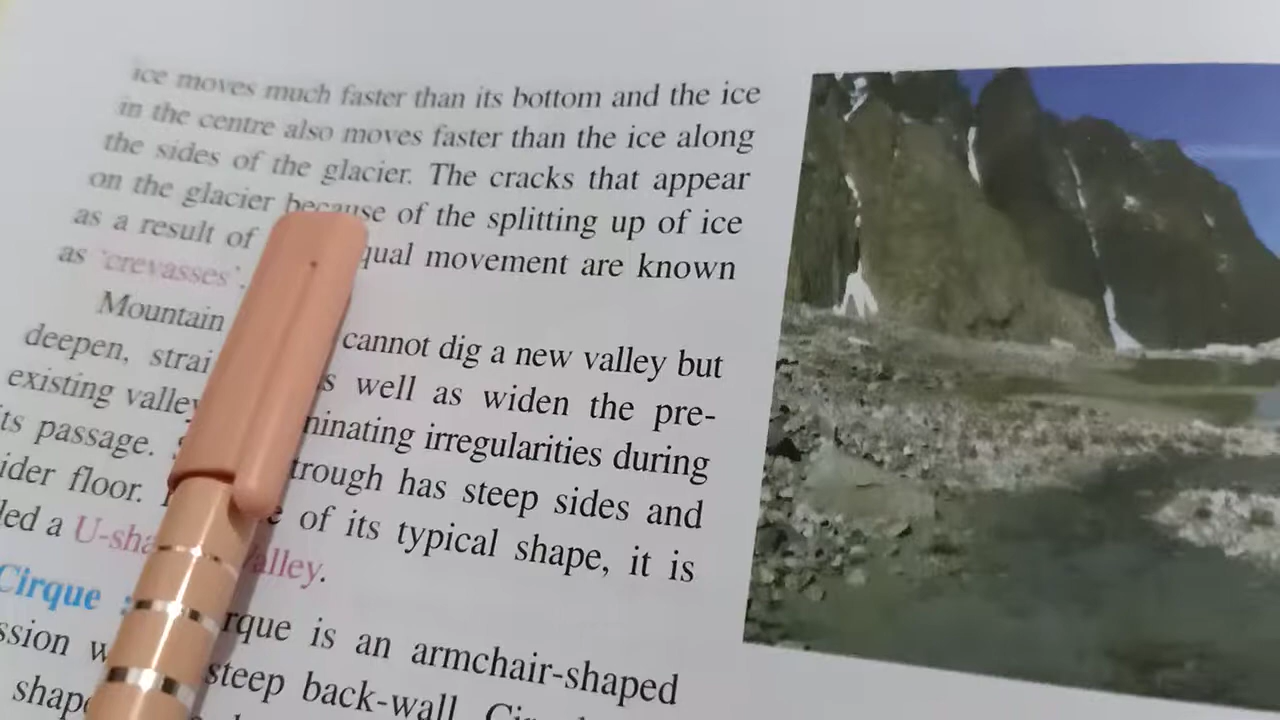 ice moves much faster than its bottom and the ice
in the centre also moves faster than the ice along
the sides of the glacier. The cracks that appear
on the glacier because of the splitting up of ice
as a result of qual movement are known
as 'crevasses'.
Mountain cannot dig a new valley but
deepen, strai s well as widen the pre-
existing valley minating irregularities during
its passage. trough has steep sides and
ider floor. e of its typical shape, it is
led a U-sha alley.
Cirque : rque is an armchair-shaped
ssion w steep back-wall.
shape